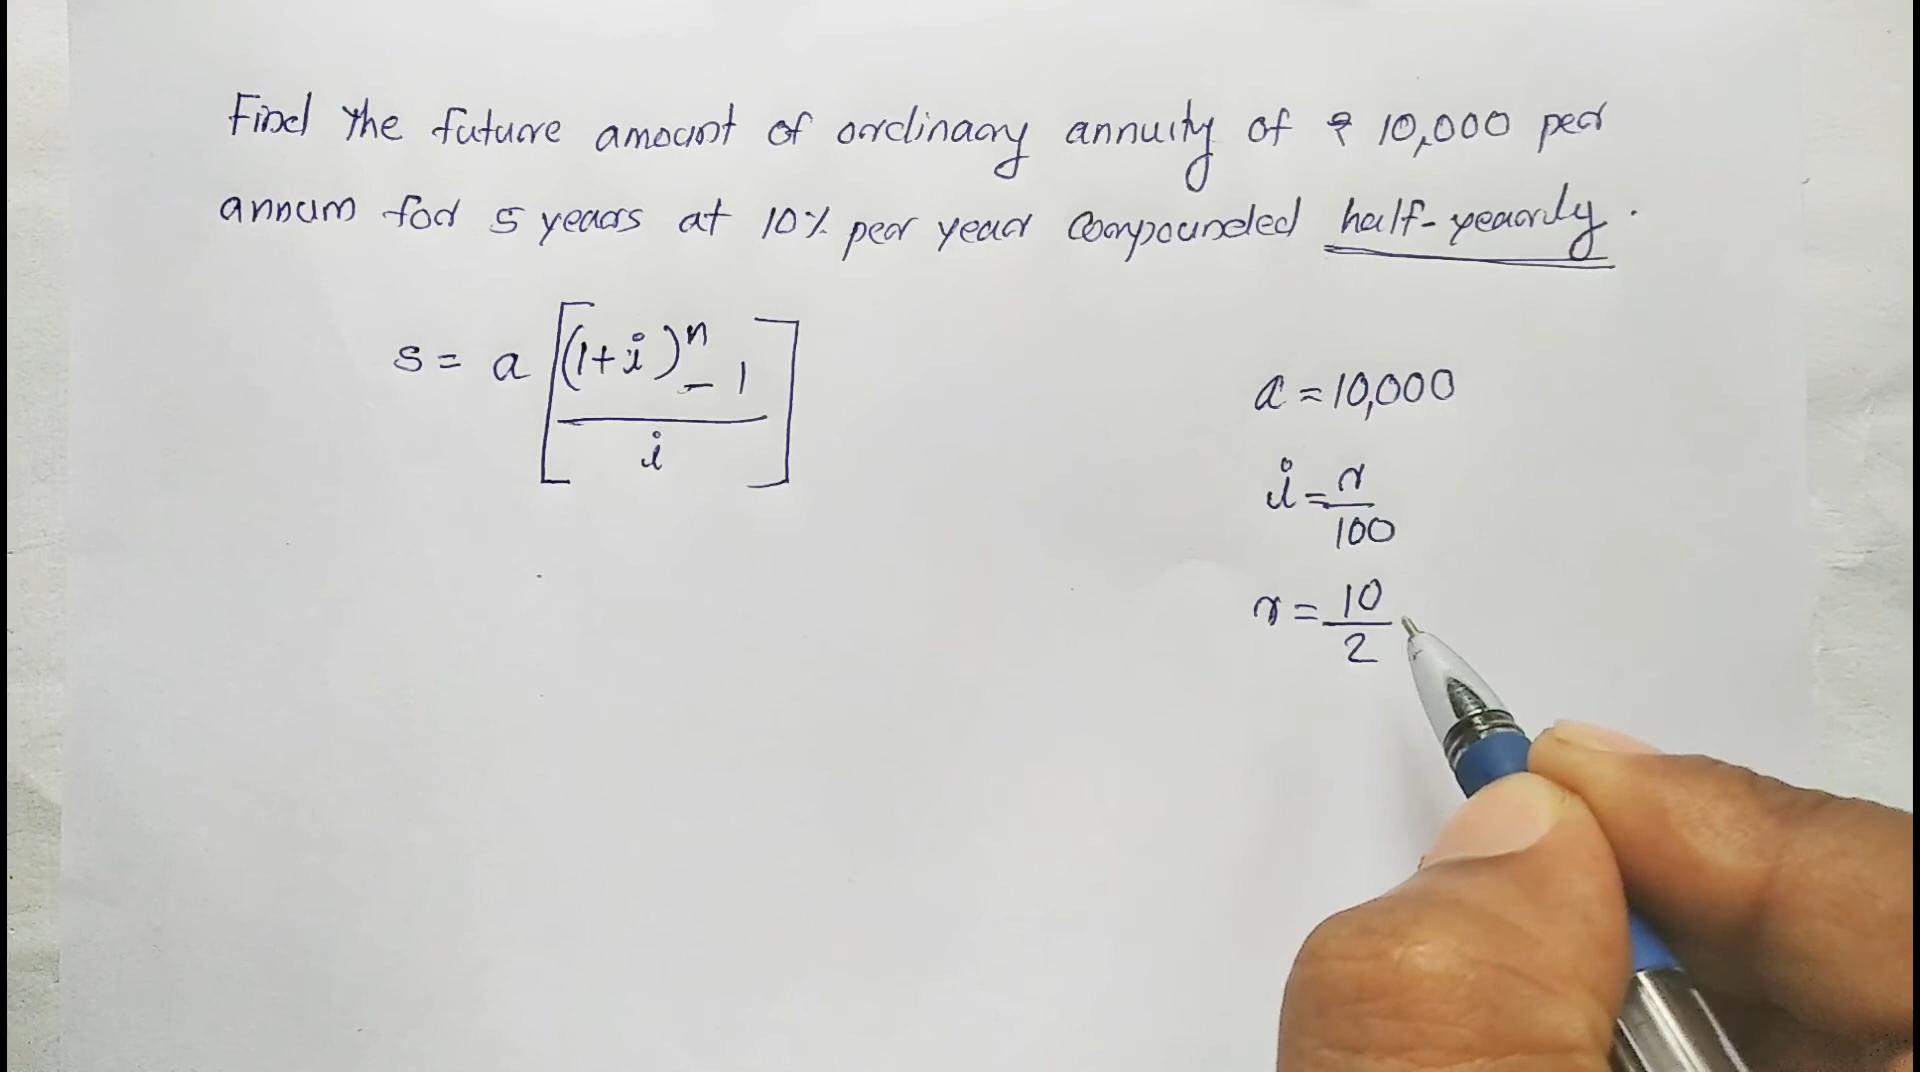 Find the future amount of ordinary annuity of ₹ 10,000 per
annum for 5 years at 10% per year compounded half-yearly.
s = a [((1+i)^n - 1)/i]
a = 10,000
i = r/100
r = 10/2